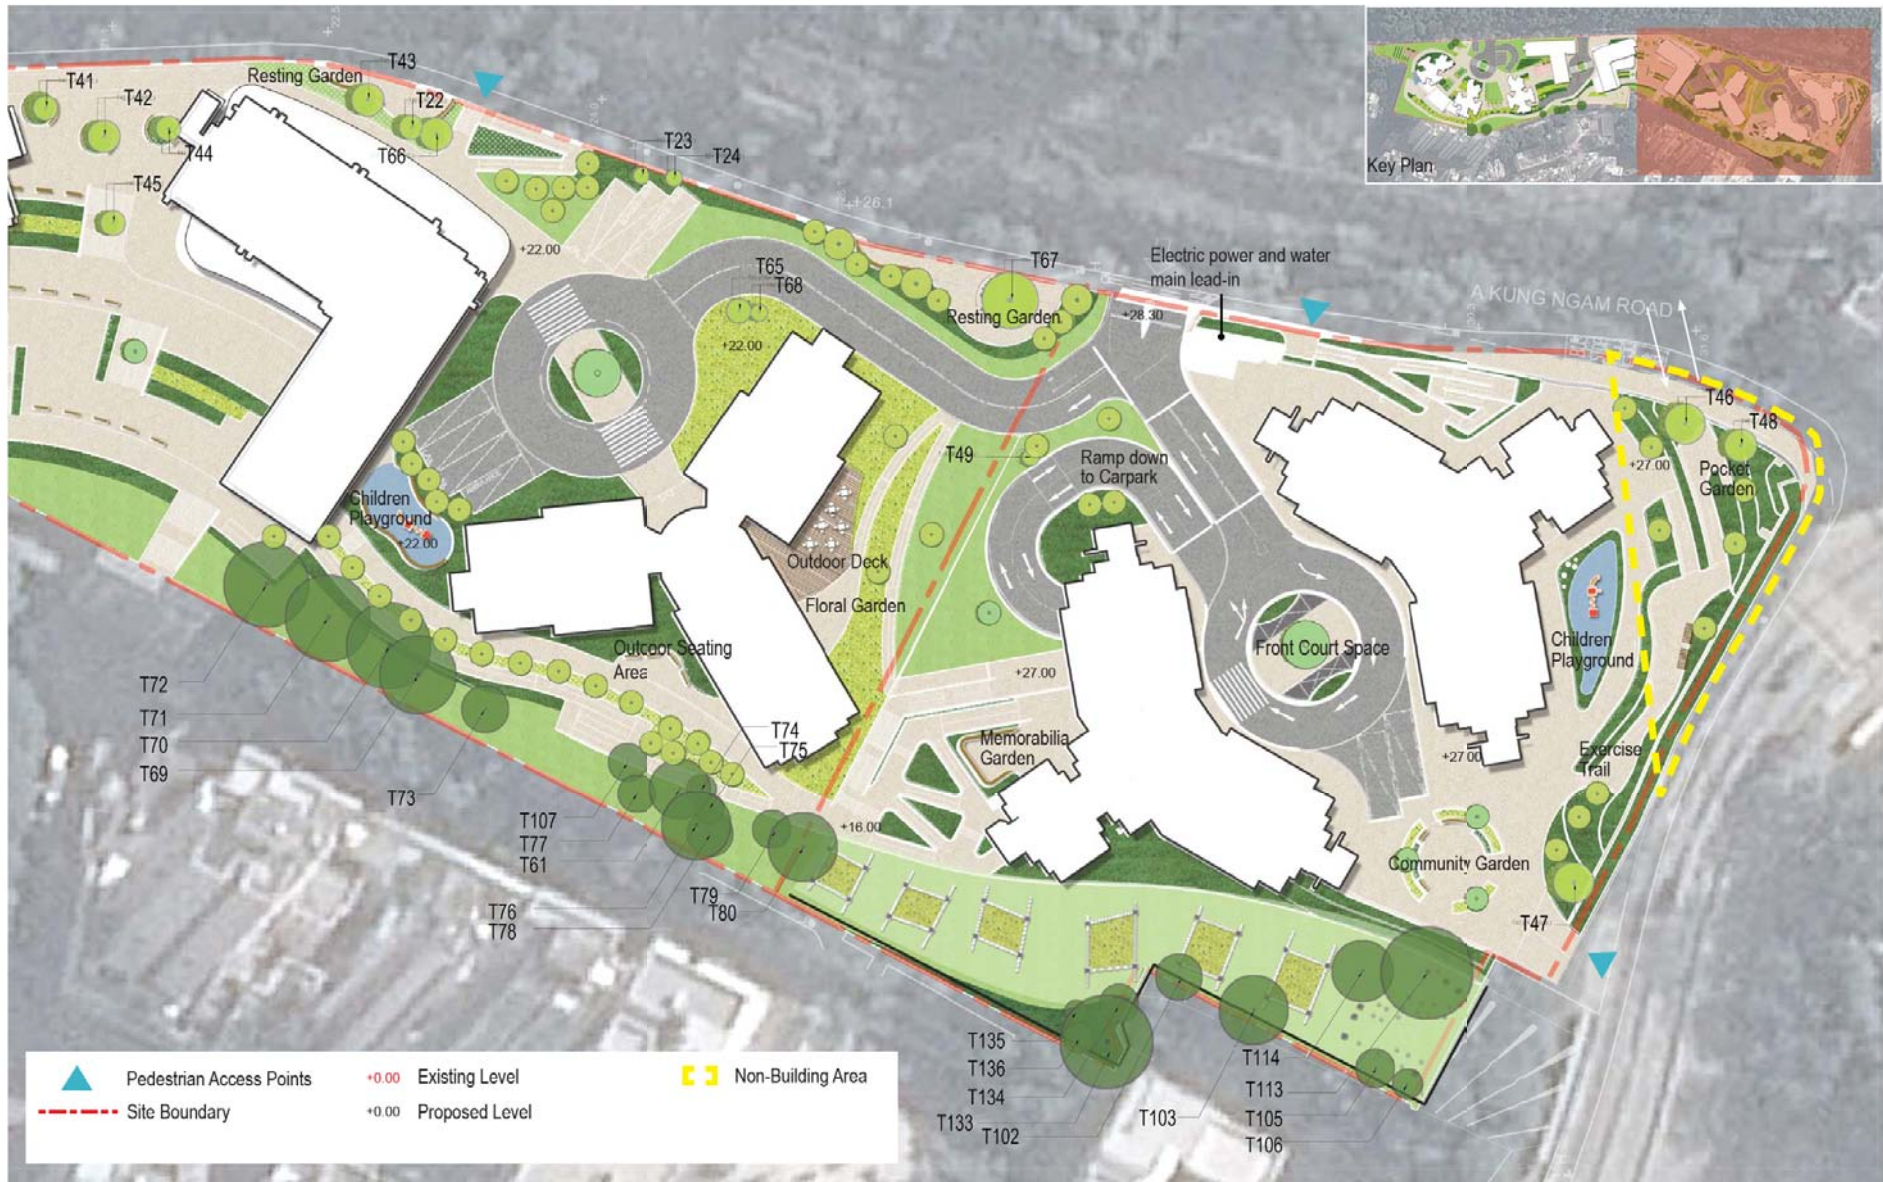 T41
T42
T44
T45
Resting Garden
T43
T22
T66
T23
T24
+26.1
+22.00
T65
T68
+22.00
T67
Resting Garden
Electric power and water
main lead-in
+28.30
A KUNG NGAM ROAD
Key Plan
T46
T48
+27.00
Pocket
Garden
T49
Ramp down
to Carpark
Children
Playground
+22.00
Outdoor Deck
Floral Garden
Outdoor Seating
Area
Front Court Space
Children
Playground
+27.00
T72
T71
T70
T69
T73
T74
T75
Memorabilia
Garden
+27.00
Exercise
Trail
T107
T77
T61
+16.00
Community Garden
T76
T78
T79
T80
T47
T135
T136
T134
T133
T102
T103
T114
T113
T105
T106
Pedestrian Access Points
+0.00 Existing Level
Non-Building Area
Site Boundary
+0.00 Proposed Level